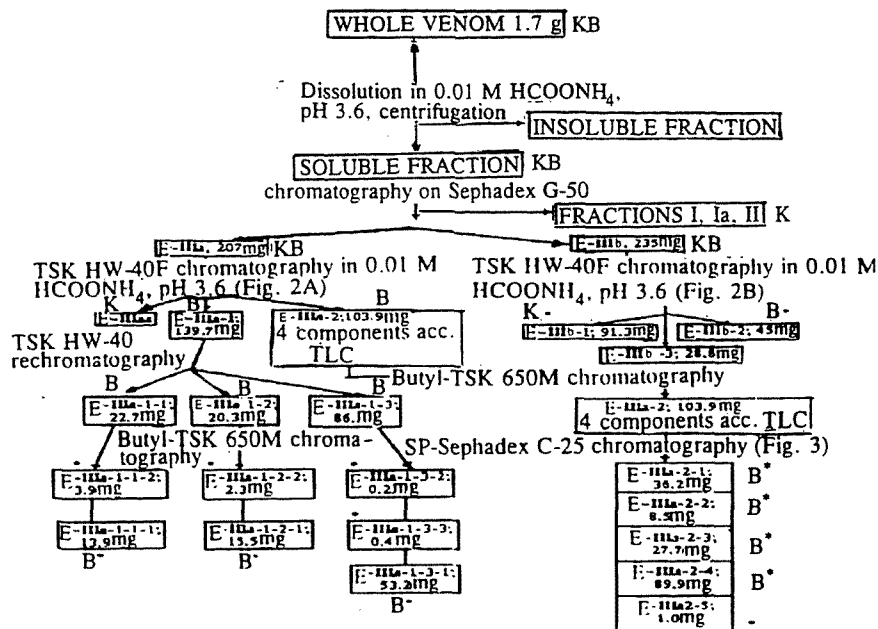 WHOLE VENOM 1.7 g KB
Dissolution in 0.01 M HCOONH4,
pH 3.6, centrifugation
INSOLUBLE FRACTION
SOLUBLE FRACTION KB
chromatography on Sephadex G-50
FRACTIONS I, Ia, II K
E-IIIa, 207mg KB
E-IIIb, 235mg KB
TSK HW-40F chromatography in 0.01 M
HCOONH4, pH 3.6 (Fig. 2A)
TSK HW-40F chromatography in 0.01 M
HCOONH4, pH 3.6 (Fig. 2B)
K
E-IIIaa
B
E-IIIa-1;
139.7mg
B
E-IIIa-2; 103.9mg
4 components acc.
TLC
K -
E-IIIb-1; 91.3mg
B-
E-IIIb-2; 45mg
E-IIIb-3; 28.8mg
TSK HW-40
rechromatography
Butyl-TSK 650M chromatography
B
E-IIIa-1-1;
22.7mg
B
E-IIIa 1-2;
20.3mg
B
E-IIIa-1-3;
86.mg
E-IIIa-2; 103.9mg
4 components acc. TLC
Butyl-TSK 650M chroma-
tography
SP-Sephadex C-25 chromatography (Fig. 3)
-
E-IIIa-1-1-2;
3.9mg
-
E-IIIa-1-2-2;
2.3mg
-
E-IIIa-1-3-2;
0.2mg
E-IIIa-1-1-1;
13.9mg
B-
E-IIIa-1-2-1;
15.5mg
B-
-
E-IIIa-1-3-3;
0.4mg
E-IIIa-1-3-1;
53.2mg
B-
E-IIIa-2-1;
36.2mg
B*
E-IIIa-2-2;
8.5mg
B*
E-IIIa-2-3;
27.7mg
B*
E-IIIa-2-4;
89.9mg
B*
E-IIIa2-5;
1.0mg
-